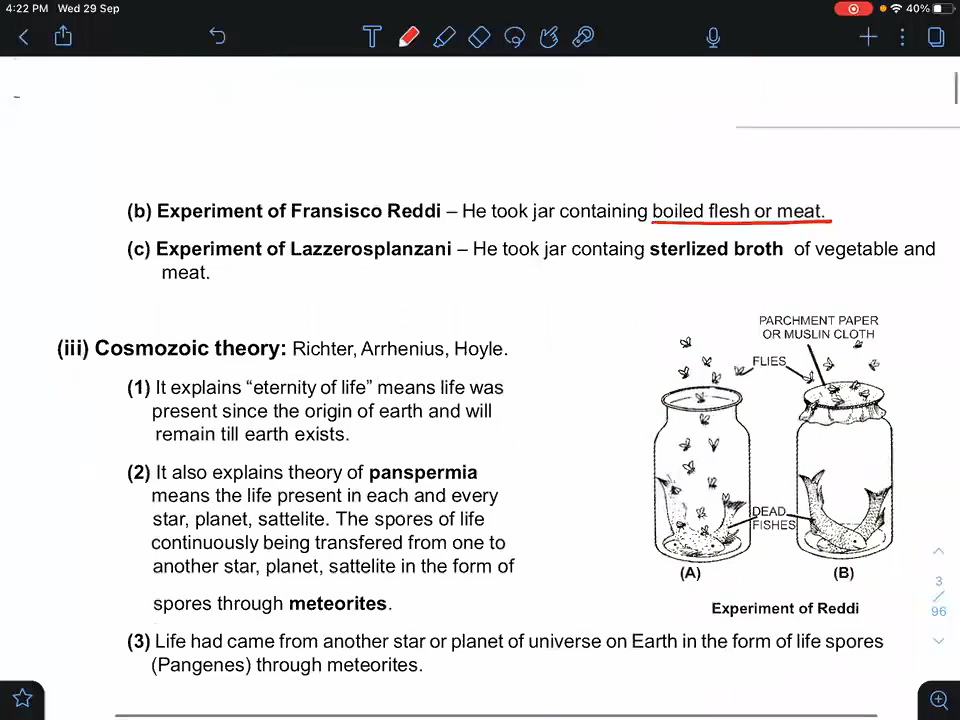 4:22 PM Wed 29 Sep
40%
(b) Experiment of Fransisco Reddi – He took jar containing boiled flesh or meat.
(c) Experiment of Lazzerosplanzani – He took jar containg sterlized broth of vegetable and
meat.
(iii) Cosmozoic theory: Richter, Arrhenius, Hoyle.
(1) It explains “eternity of life” means life was
present since the origin of earth and will
remain till earth exists.
(2) It also explains theory of panspermia
means the life present in each and every
star, planet, sattelite. The spores of life
continuously being transfered from one to
another star, planet, sattelite in the form of
spores through meteorites.
PARCHMENT PAPER
OR MUSLIN CLOTH
FLIES
DEAD
FISHES
(A)
(B)
Experiment of Reddi
(3) Life had came from another star or planet of universe on Earth in the form of life spores
(Pangenes) through meteorites.
3
/
96